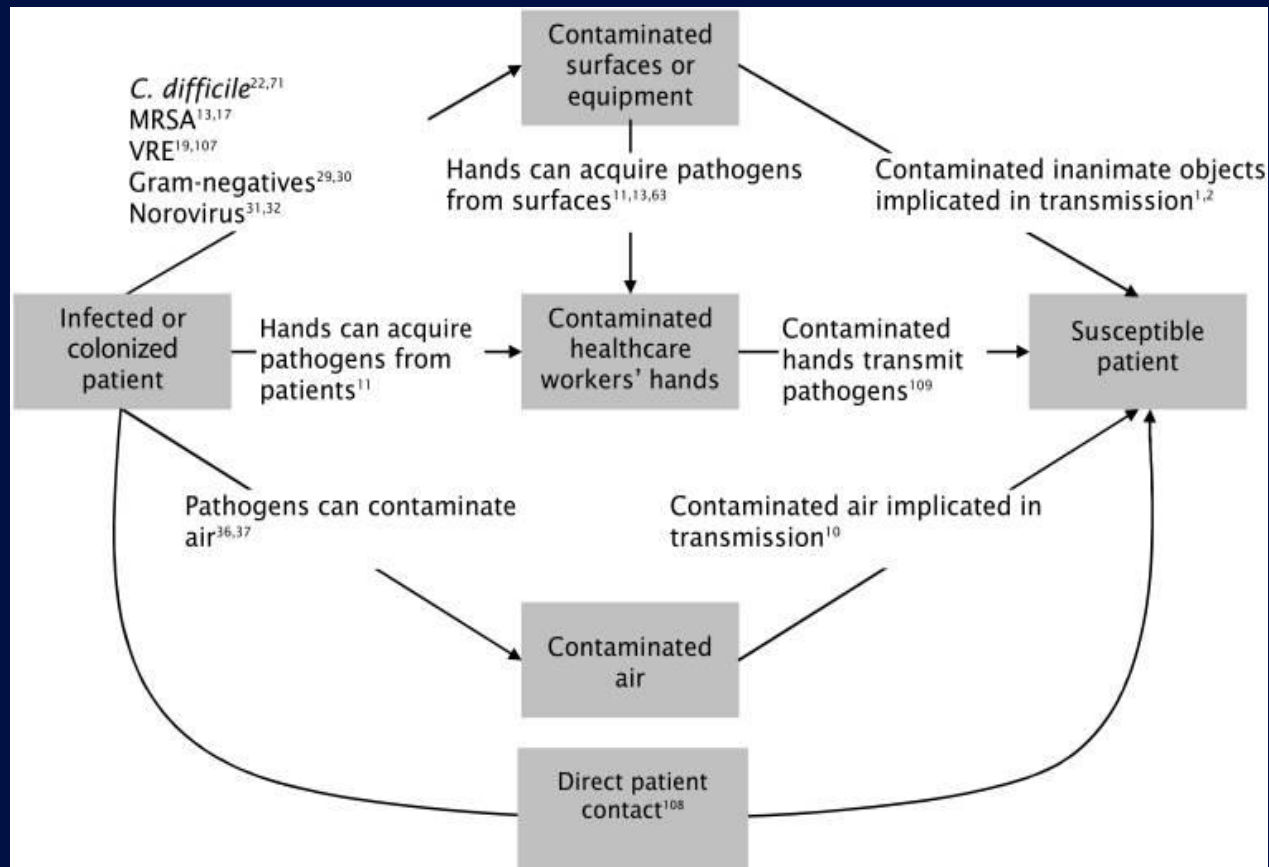 Contaminated
surfaces or
equipment
C. difficile22,71
MRSA13,17
VRE19,107
Gram-negatives29,30
Norovirus31,32
Hands can acquire pathogens
from surfaces11,13,63
Contaminated inanimate objects
implicated in transmission1,2
Infected or
colonized
patient
Hands can acquire
pathogens from
patients11
Contaminated
healthcare
workers’ hands
Contaminated
hands transmit
pathogens109
Susceptible
patient
Pathogens can contaminate
air36,37
Contaminated air implicated in
transmission10
Contaminated
air
Direct patient
contact108